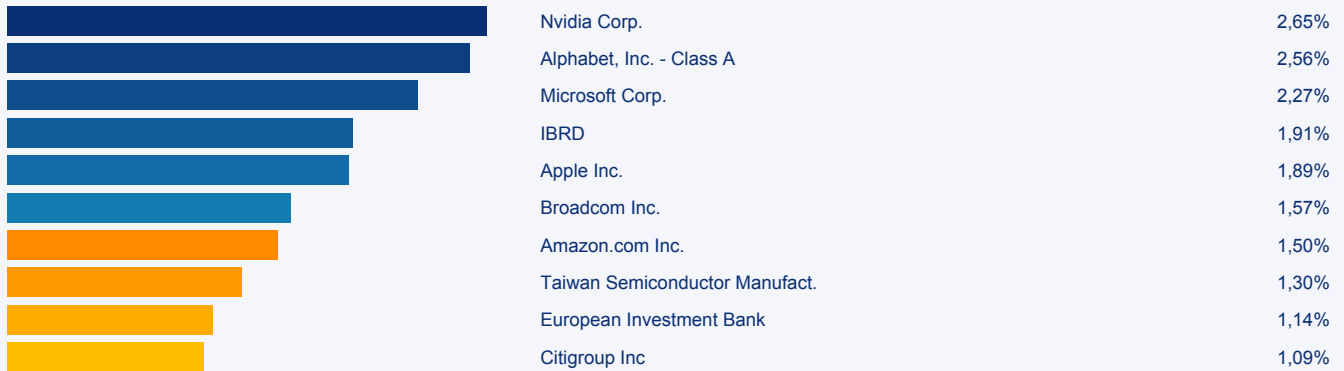 Nvidia Corp. 2,65%
Alphabet, Inc. - Class A 2,56%
Microsoft Corp. 2,27%
IBRD 1,91%
Apple Inc. 1,89%
Broadcom Inc. 1,57%
Amazon.com Inc. 1,50%
Taiwan Semiconductor Manufact. 1,30%
European Investment Bank 1,14%
Citigroup Inc 1,09%